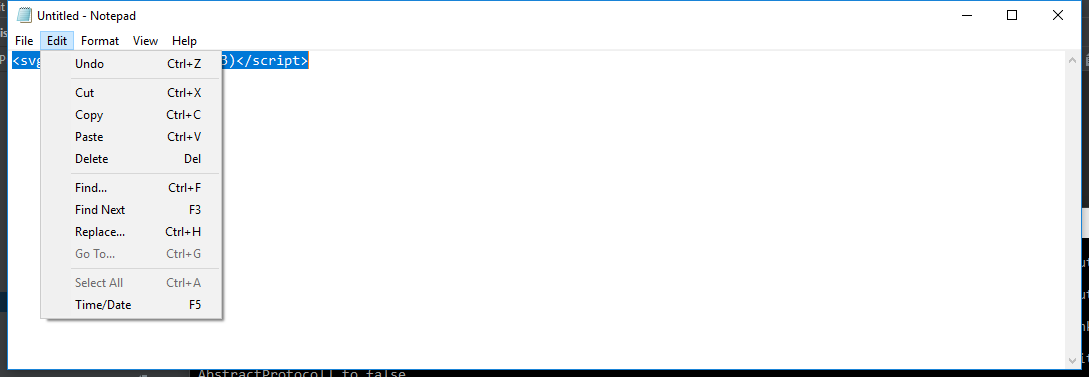 Untitled - Notepad
File Edit Format View Help
<svg 3)</script>
Undo Ctrl+Z
Cut Ctrl+X
Copy Ctrl+C
Paste Ctrl+V
Delete Del
Find... Ctrl+F
Find Next F3
Replace... Ctrl+H
Go To... Ctrl+G
Select All Ctrl+A
Time/Date F5
AbstractProtocol] to false